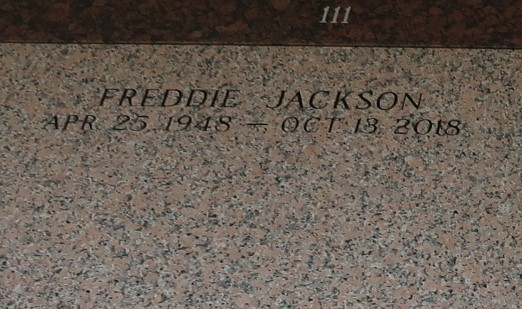 111
FREDDIE JACKSON
APR 25 1948 — OCT 13 2018